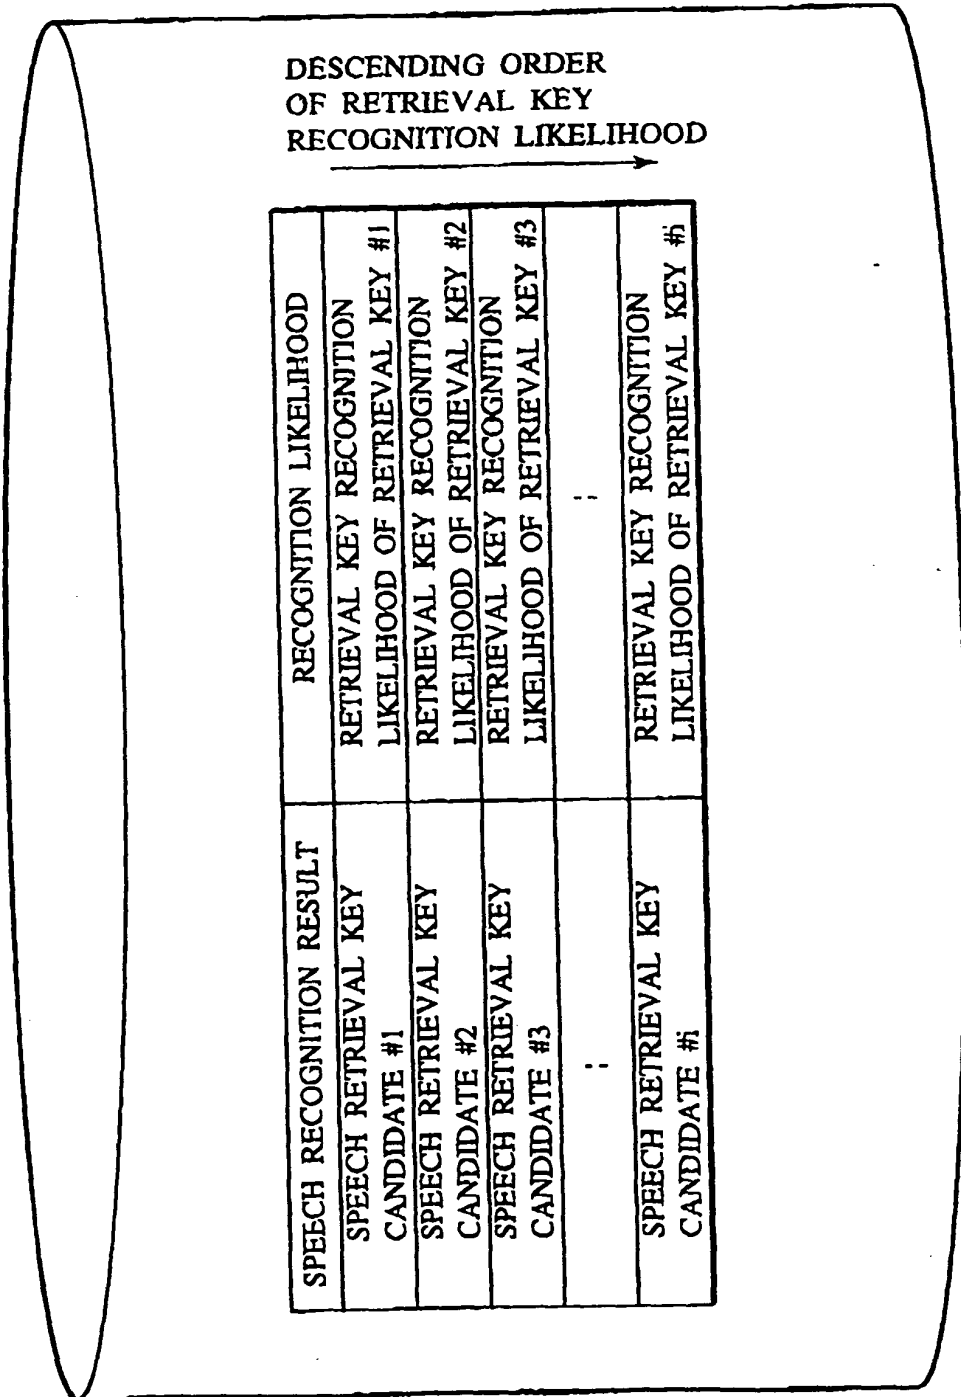 DESCENDING ORDER
OF RETRIEVAL KEY
RECOGNITION LIKELIHOOD
SPEECH RECOGNITION RESULT
RECOGNITION LIKELIHOOD
SPEECH RETRIEVAL KEY
CANDIDATE #1
RETRIEVAL KEY RECOGNITION
LIKELIHOOD OF RETRIEVAL KEY #1
SPEECH RETRIEVAL KEY
CANDIDATE #2
RETRIEVAL KEY RECOGNITION
LIKELIHOOD OF RETRIEVAL KEY #2
SPEECH RETRIEVAL KEY
CANDIDATE #3
RETRIEVAL KEY RECOGNITION
LIKELIHOOD OF RETRIEVAL KEY #3
SPEECH RETRIEVAL KEY
CANDIDATE #i
RETRIEVAL KEY RECOGNITION
LIKELIHOOD OF RETRIEVAL KEY #i